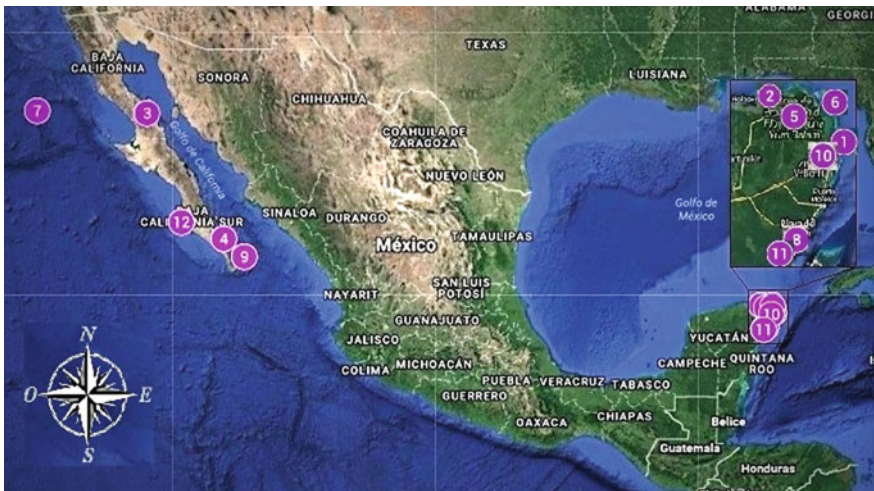 ALABAMA
GEORGI
TEXAS
LOUISIANA
BAJA
CALIFORNIA
SONORA
CHIHUAHUA
COAHUILA DE
ZARAGOZA
NUEVO LEÓN
Golfo de California
7
3
2
6
5
1
10
8
11
12
BAJA
CALIFORNIA SUR
4
9
SINALOA
DURANGO
México
TAMAULIPAS
Golfo de
México
SAN LUIS
POTOSÍ
NAYARIT
GUANAJUATO
JALISCO
COLIMA
MICHOACÁN
GUERRERO
PUEBLA
VERACRUZ
TABASCO
OAXACA
CHIAPAS
10
11
YUCATÁN
CAMPECHE
QUINTANA
ROO
Belice
Guatemala
Honduras
N
O
E
S